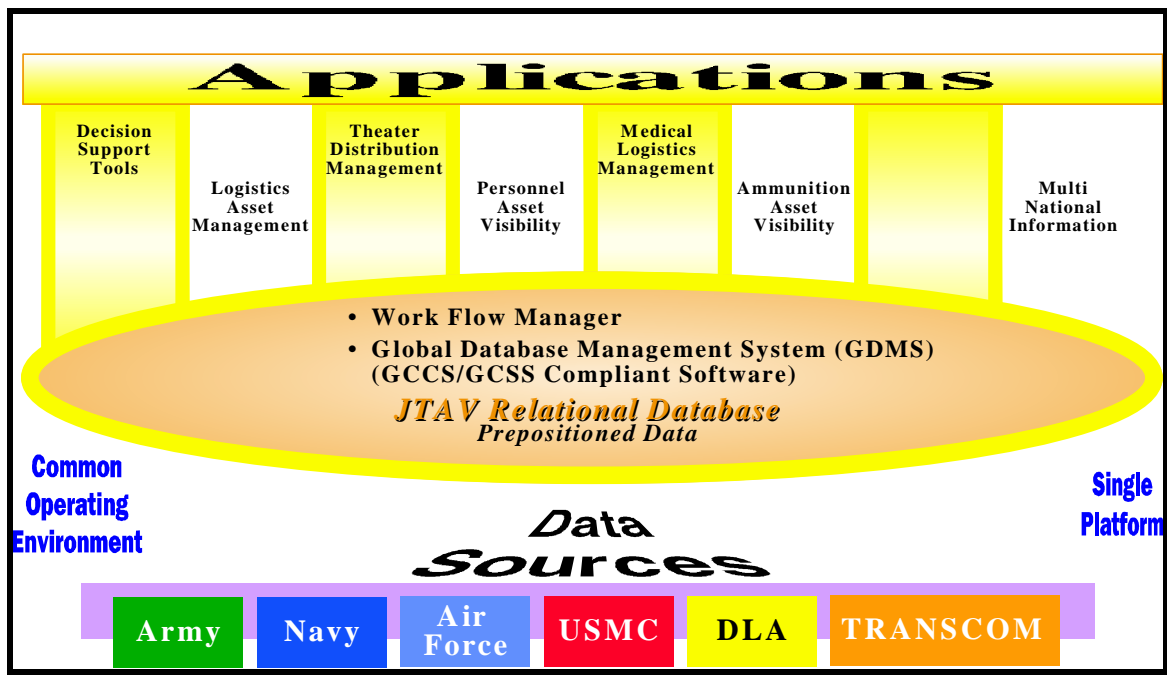 Applications
Decision
Support
Tools
Logistics
Asset
Management
Theater
Distribution
Management
Personnel
Asset
Visibility
Medical
Logistics
Management
Ammunition
Asset
Visibility
Multi
National
Information
• Work Flow Manager
• Global Database Management System (GDMS)
(GCCS/GCSS Compliant Software)
JTAV Relational Database
Prepositioned Data
Common
Operating
Environment
Single
Platform
Data
Sources
Army
Navy
Air
Force
USMC
DLA
TRANSCOM